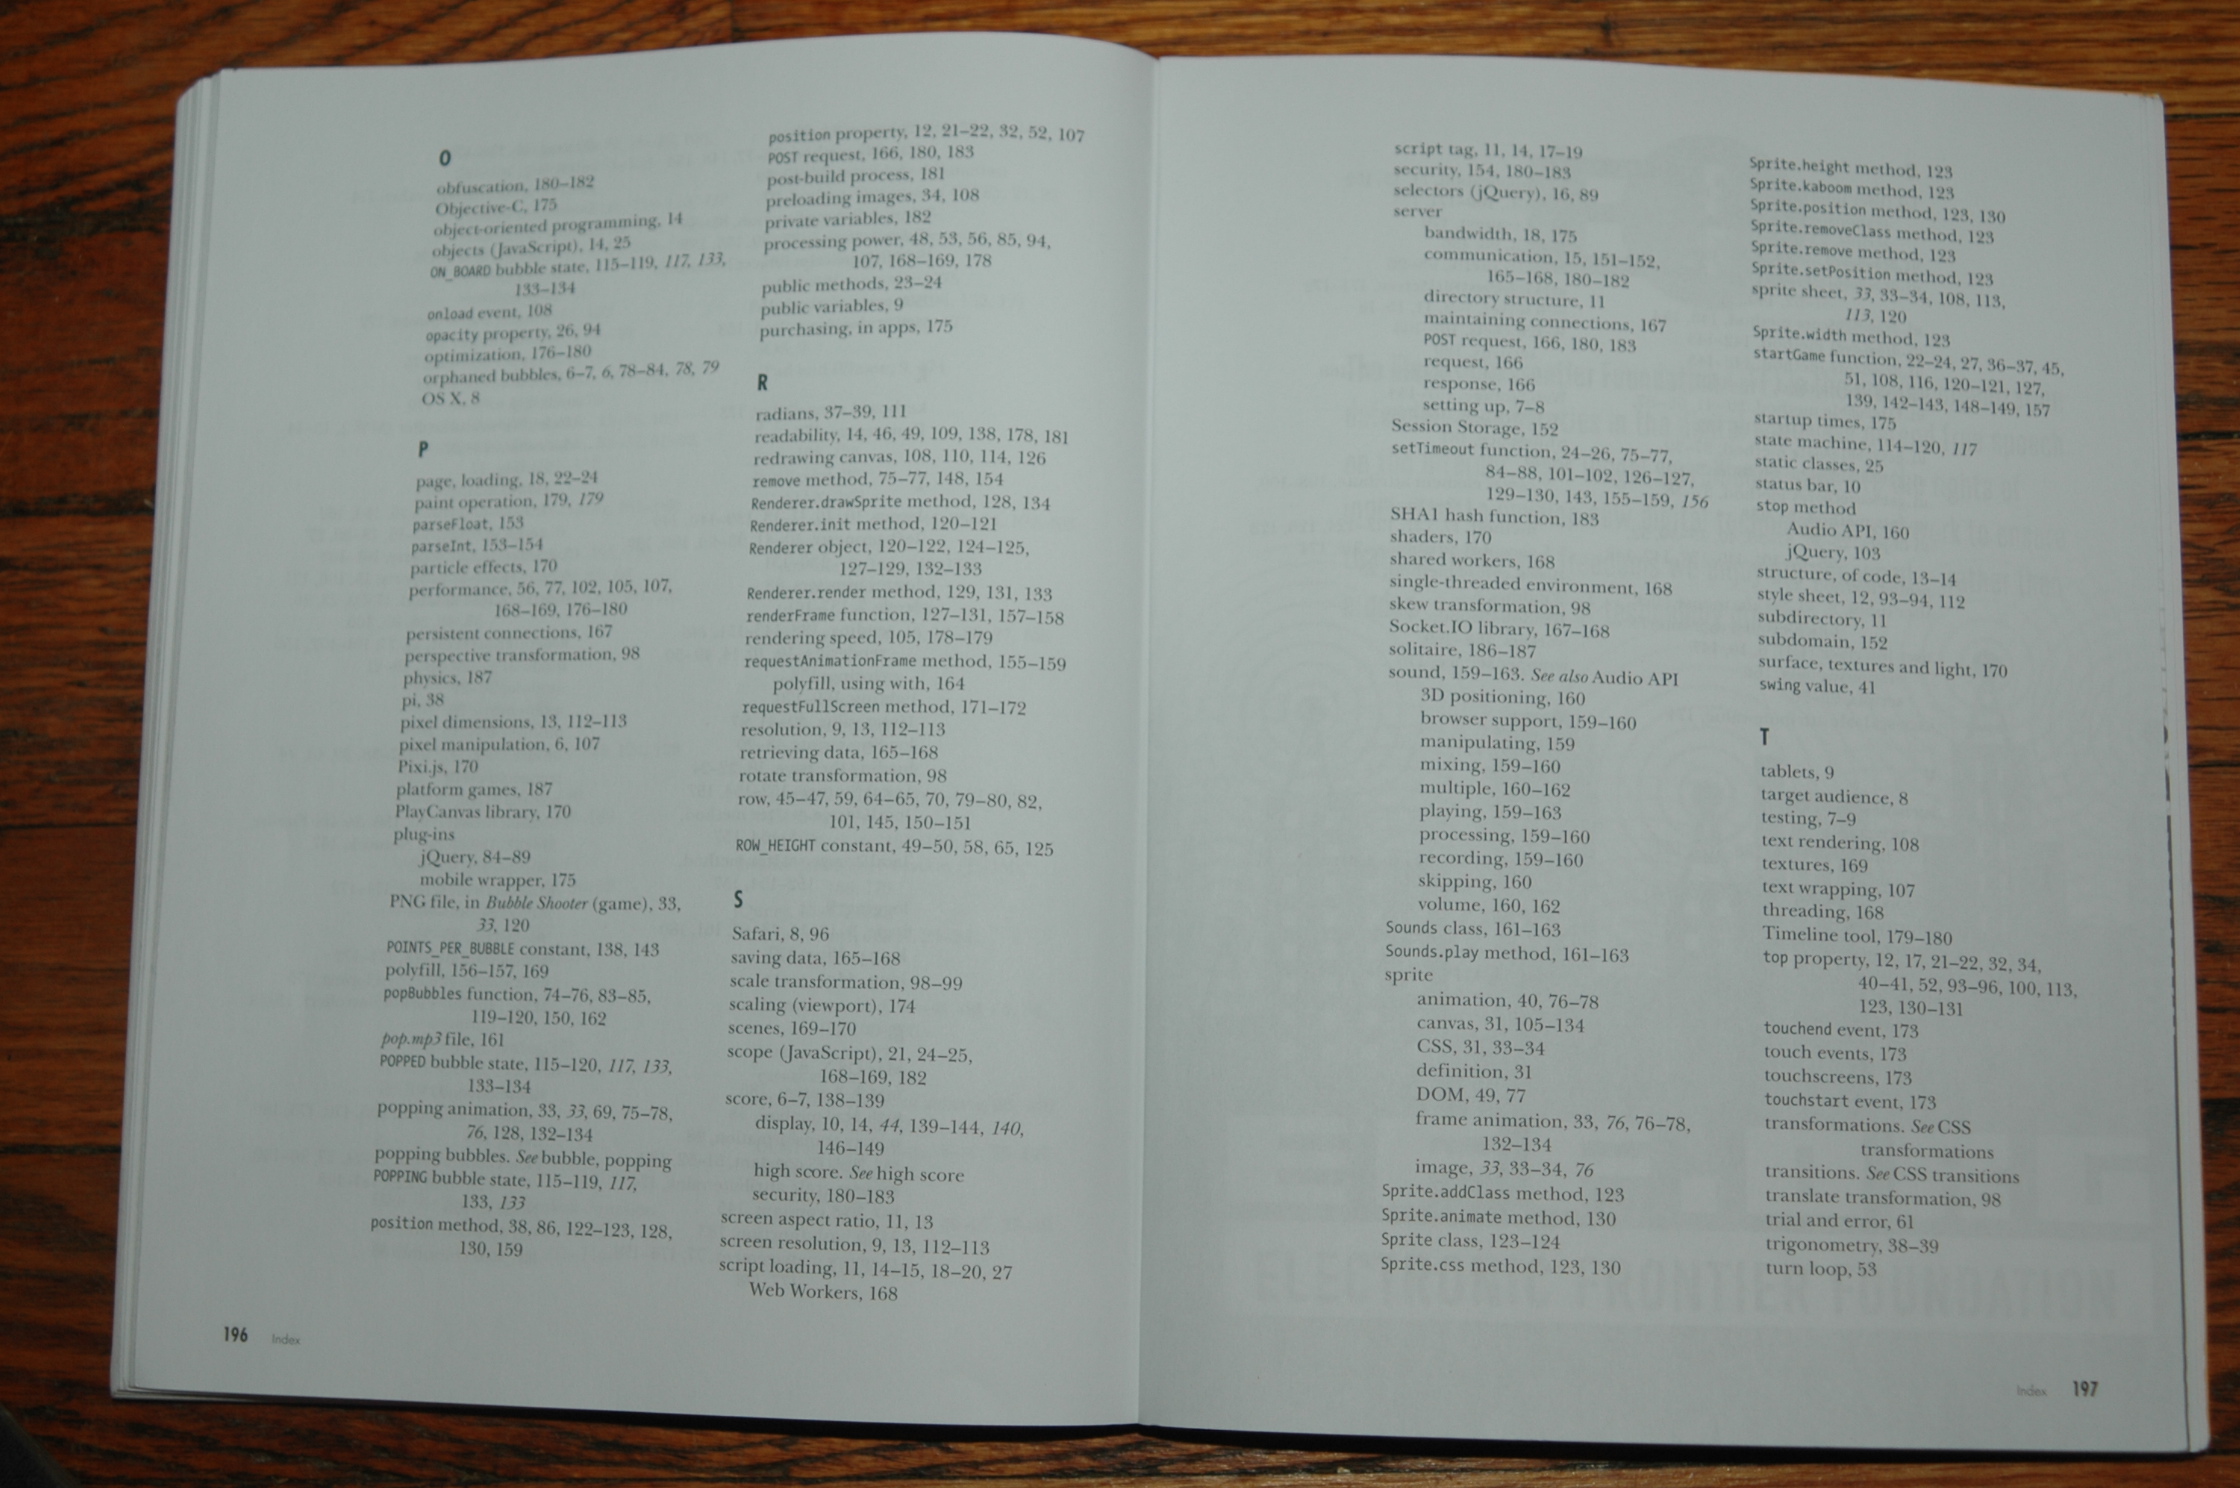 O
obfuscation, 180–182
Objective-C, 175
object-oriented programming, 14
objects (JavaScript), 14, 25
ON_BOARD bubble state, 115–119, 117, 133,
133–134
onload event, 108
opacity property, 26, 94
optimization, 176–180
orphaned bubbles, 6–7, 6, 78–84, 78, 79
OS X, 8
P
page, loading, 18, 22–24
paint operation, 179, 179
parseFloat, 153
parseInt, 153–154
particle effects, 170
performance, 56, 77, 102, 105, 107,
168–169, 176–180
persistent connections, 167
perspective transformation, 98
physics, 187
pi, 38
pixel dimensions, 13, 112–113
pixel manipulation, 6, 107
Pixi.js, 170
platform games, 187
PlayCanvas library, 170
plug-ins
jQuery, 84–89
mobile wrapper, 175
PNG file, in Bubble Shooter (game), 33,
33, 120
POINTS_PER_BUBBLE constant, 138, 143
polyfill, 156–157, 169
popBubbles function, 74–76, 83–85,
119–120, 150, 162
pop.mp3 file, 161
POPPED bubble state, 115–120, 117, 133,
133–134
popping animation, 33, 33, 69, 75–78,
76, 128, 132–134
popping bubbles. See bubble, popping
POPPING bubble state, 115–119, 117,
133, 133
position method, 38, 86, 122–123, 128,
130, 159
position property, 12, 21–22, 32, 52, 107
POST request, 166, 180, 183
post-build process, 181
preloading images, 34, 108
private variables, 182
processing power, 48, 53, 56, 85, 94,
107, 168–169, 178
public methods, 23–24
public variables, 9
purchasing, in apps, 175
R
radians, 37–39, 111
readability, 14, 46, 49, 109, 138, 178, 181
redrawing canvas, 108, 110, 114, 126
remove method, 75–77, 148, 154
Renderer.drawSprite method, 128, 134
Renderer.init method, 120–121
Renderer object, 120–122, 124–125,
127–129, 132–133
Renderer.render method, 129, 131, 133
renderFrame function, 127–131, 157–158
rendering speed, 105, 178–179
requestAnimationFrame method, 155–159
polyfill, using with, 164
requestFullScreen method, 171–172
resolution, 9, 13, 112–113
retrieving data, 165–168
rotate transformation, 98
row, 45–47, 59, 64–65, 70, 79–80, 82,
101, 145, 150–151
ROW_HEIGHT constant, 49–50, 58, 65, 125
S
Safari, 8, 96
saving data, 165–168
scale transformation, 98–99
scaling (viewport), 174
scenes, 169–170
scope (JavaScript), 21, 24–25,
168–169, 182
score, 6–7, 138–139
display, 10, 14, 44, 139–144, 140,
146–149
high score. See high score
security, 180–183
screen aspect ratio, 11, 13
screen resolution, 9, 13, 112–113
script loading, 11, 14–15, 18–20, 27
Web Workers, 168
196 Index
script tag, 11, 14, 17–19
security, 154, 180–183
selectors (jQuery), 16, 89
server
bandwidth, 18, 175
communication, 15, 151–152,
165–168, 180–182
directory structure, 11
maintaining connections, 167
POST request, 166, 180, 183
request, 166
response, 166
setting up, 7–8
Session Storage, 152
setTimeout function, 24–26, 75–77,
84–88, 101–102, 126–127,
129–130, 143, 155–159, 156
SHA1 hash function, 183
shaders, 170
shared workers, 168
single-threaded environment, 168
skew transformation, 98
Socket.IO library, 167–168
solitaire, 186–187
sound, 159–163. See also Audio API
3D positioning, 160
browser support, 159–160
manipulating, 159
mixing, 159–160
multiple, 160–162
playing, 159–163
processing, 159–160
recording, 159–160
skipping, 160
volume, 160, 162
Sounds class, 161–163
Sounds.play method, 161–163
sprite
animation, 40, 76–78
canvas, 31, 105–134
CSS, 31, 33–34
definition, 31
DOM, 49, 77
frame animation, 33, 76, 76–78,
132–134
image, 33, 33–34, 76
Sprite.addClass method, 123
Sprite.animate method, 130
Sprite class, 123–124
Sprite.css method, 123, 130
Sprite.height method, 123
Sprite.kaboom method, 123
Sprite.position method, 123, 130
Sprite.removeClass method, 123
Sprite.remove method, 123
Sprite.setPosition method, 123
sprite sheet, 33, 33–34, 108, 113,
113, 120
Sprite.width method, 123
startGame function, 22–24, 27, 36–37, 45,
51, 108, 116, 120–121, 127,
139, 142–143, 148–149, 157
startup times, 175
state machine, 114–120, 117
static classes, 25
status bar, 10
stop method
Audio API, 160
jQuery, 103
structure, of code, 13–14
style sheet, 12, 93–94, 112
subdirectory, 11
subdomain, 152
surface, textures and light, 170
swing value, 41
T
tablets, 9
target audience, 8
testing, 7–9
text rendering, 108
textures, 169
text wrapping, 107
threading, 168
Timeline tool, 179–180
top property, 12, 17, 21–22, 32, 34,
40–41, 52, 93–96, 100, 113,
123, 130–131
touchend event, 173
touch events, 173
touchscreens, 173
touchstart event, 173
transformations. See CSS
transformations
transitions. See CSS transitions
translate transformation, 98
trial and error, 61
trigonometry, 38–39
turn loop, 53
Index 197